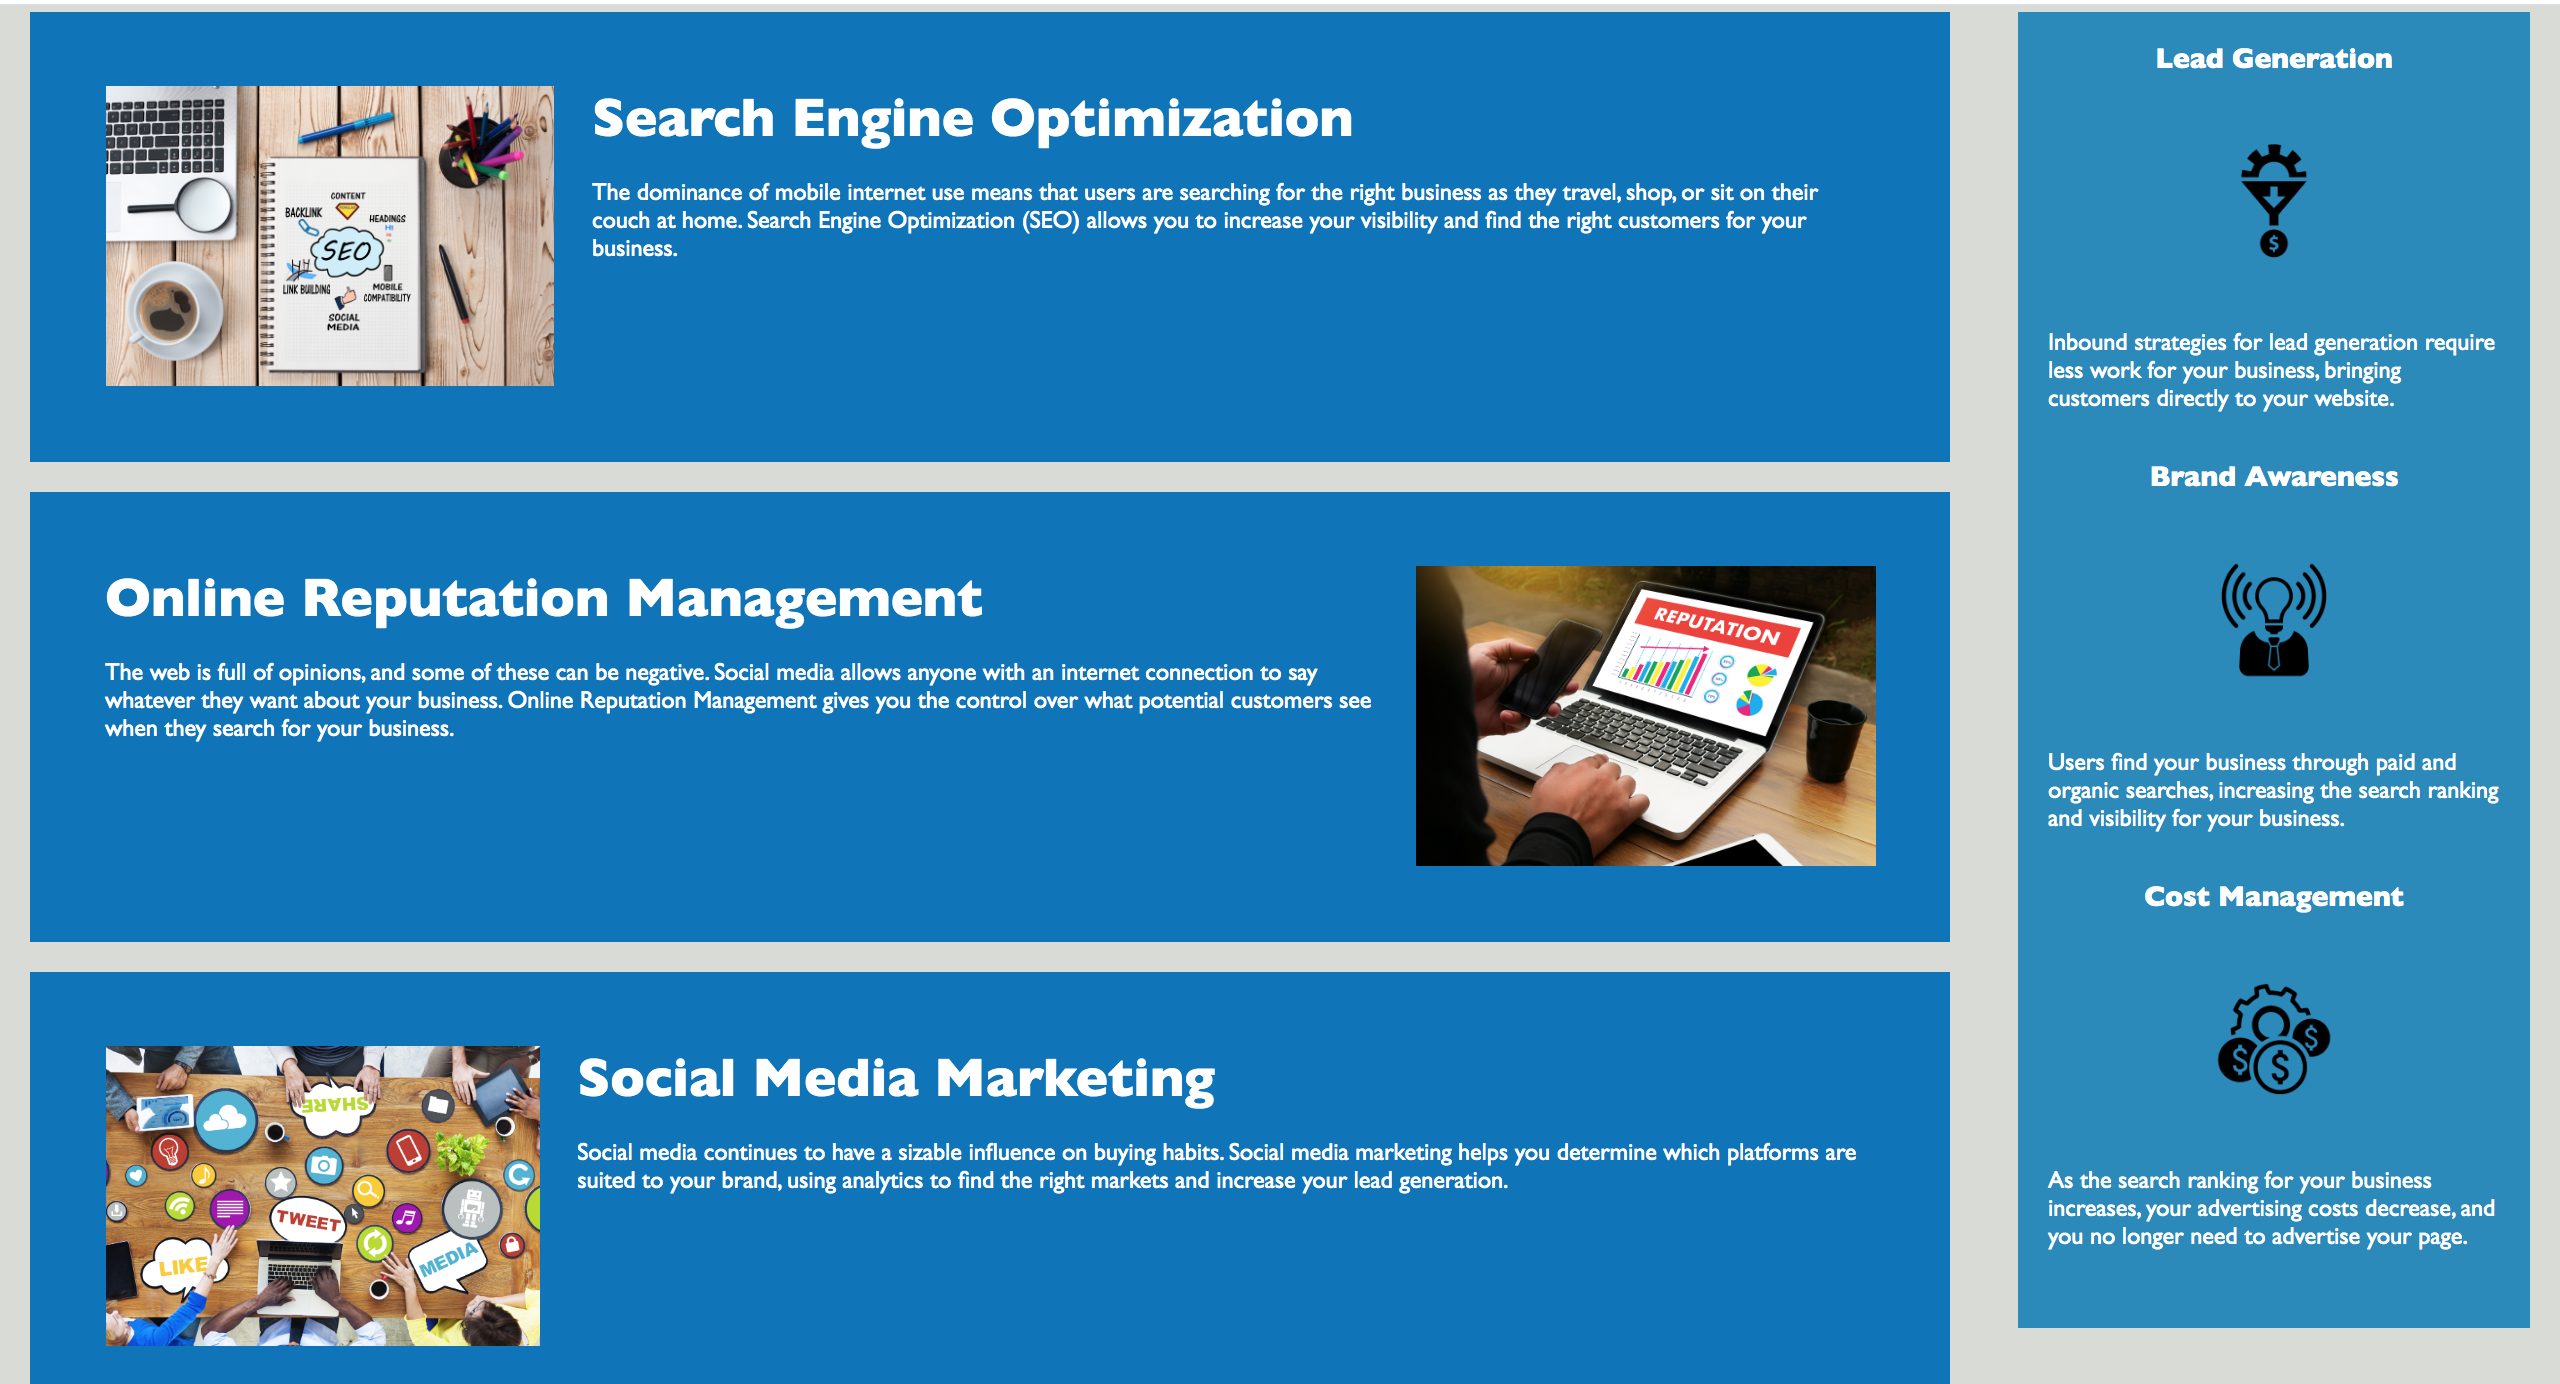 Search Engine Optimization
The dominance of mobile internet use means that users are searching for the right business as they travel, shop, or sit on their
couch at home. Search Engine Optimization (SEO) allows you to increase your visibility and find the right customers for your
business.
CONTENT
BACKLINK
HEADINGS
H1
SEO
LINK BUILDING
MOBILE
COMPATIBILITY
SOCIAL
MEDIA
Online Reputation Management
The web is full of opinions, and some of these can be negative. Social media allows anyone with an internet connection to say
whatever they want about your business. Online Reputation Management gives you the control over what potential customers see
when they search for your business.
REPUTATION
Social Media Marketing
Social media continues to have a sizable influence on buying habits. Social media marketing helps you determine which platforms are
suited to your brand, using analytics to find the right markets and increase your lead generation.
SHARE
TWEET
LIKE
MEDIA
Lead Generation
$
Inbound strategies for lead generation require
less work for your business, bringing
customers directly to your website.
Brand Awareness
Users find your business through paid and
organic searches, increasing the search ranking
and visibility for your business.
Cost Management
$ $ $
As the search ranking for your business
increases, your advertising costs decrease, and
you no longer need to advertise your page.